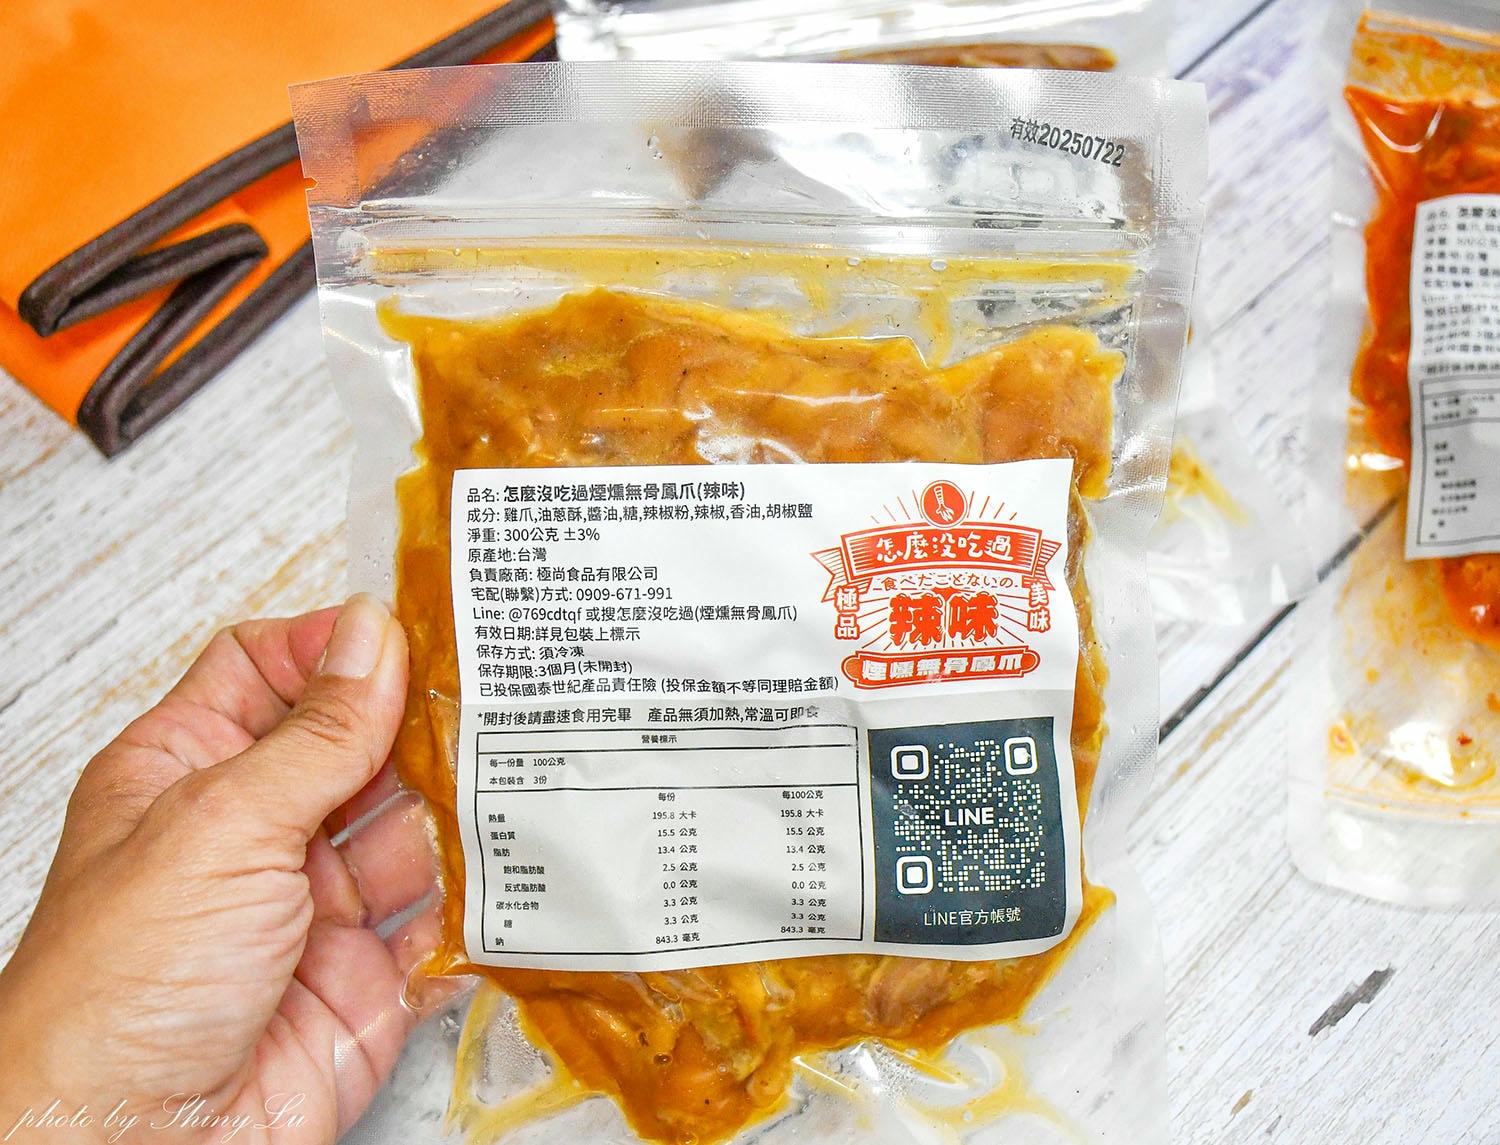 有效20250722
品名: 怎麼沒吃過煙燻無骨鳳爪(辣味)
成分: 雞爪,油蔥酥,醬油,糖,辣椒粉,辣椒,香油,胡椒鹽
淨重: 300公克 ±3%
原產地:台灣
負責廠商: 極尚食品有限公司
宅配(聯繫)方式: 0909-671-991
Line: @769cdtqf 或搜怎麼沒吃過(煙燻無骨鳳爪)
有效日期:詳見包裝上標示
保存方式: 須冷凍
保存期限:3個月(未開封)
已投保國泰世紀產品責任險 (投保金額不等同理賠金額)
*開封後請盡速食用完畢 產品無須加熱,常溫可即食
怎麼沒吃過
食べたことないの
極品
辣味
美味
煙燻無骨鳳爪
營養標示
每一份量 100公克
本包裝含 3份
每份 每100公克
熱量 195.8 大卡 195.8 大卡
蛋白質 15.5 公克 15.5 公克
脂肪 13.4 公克 13.4 公克
飽和脂肪酸 2.5 公克 2.5 公克
反式脂肪酸 0.0 公克 0.0 公克
碳水化合物 3.3 公克 3.3 公克
糖 3.3 公克 3.3 公克
鈉 843.3 毫克 843.3 毫克
LINE
LINE官方帳號
photo by ShinyLu